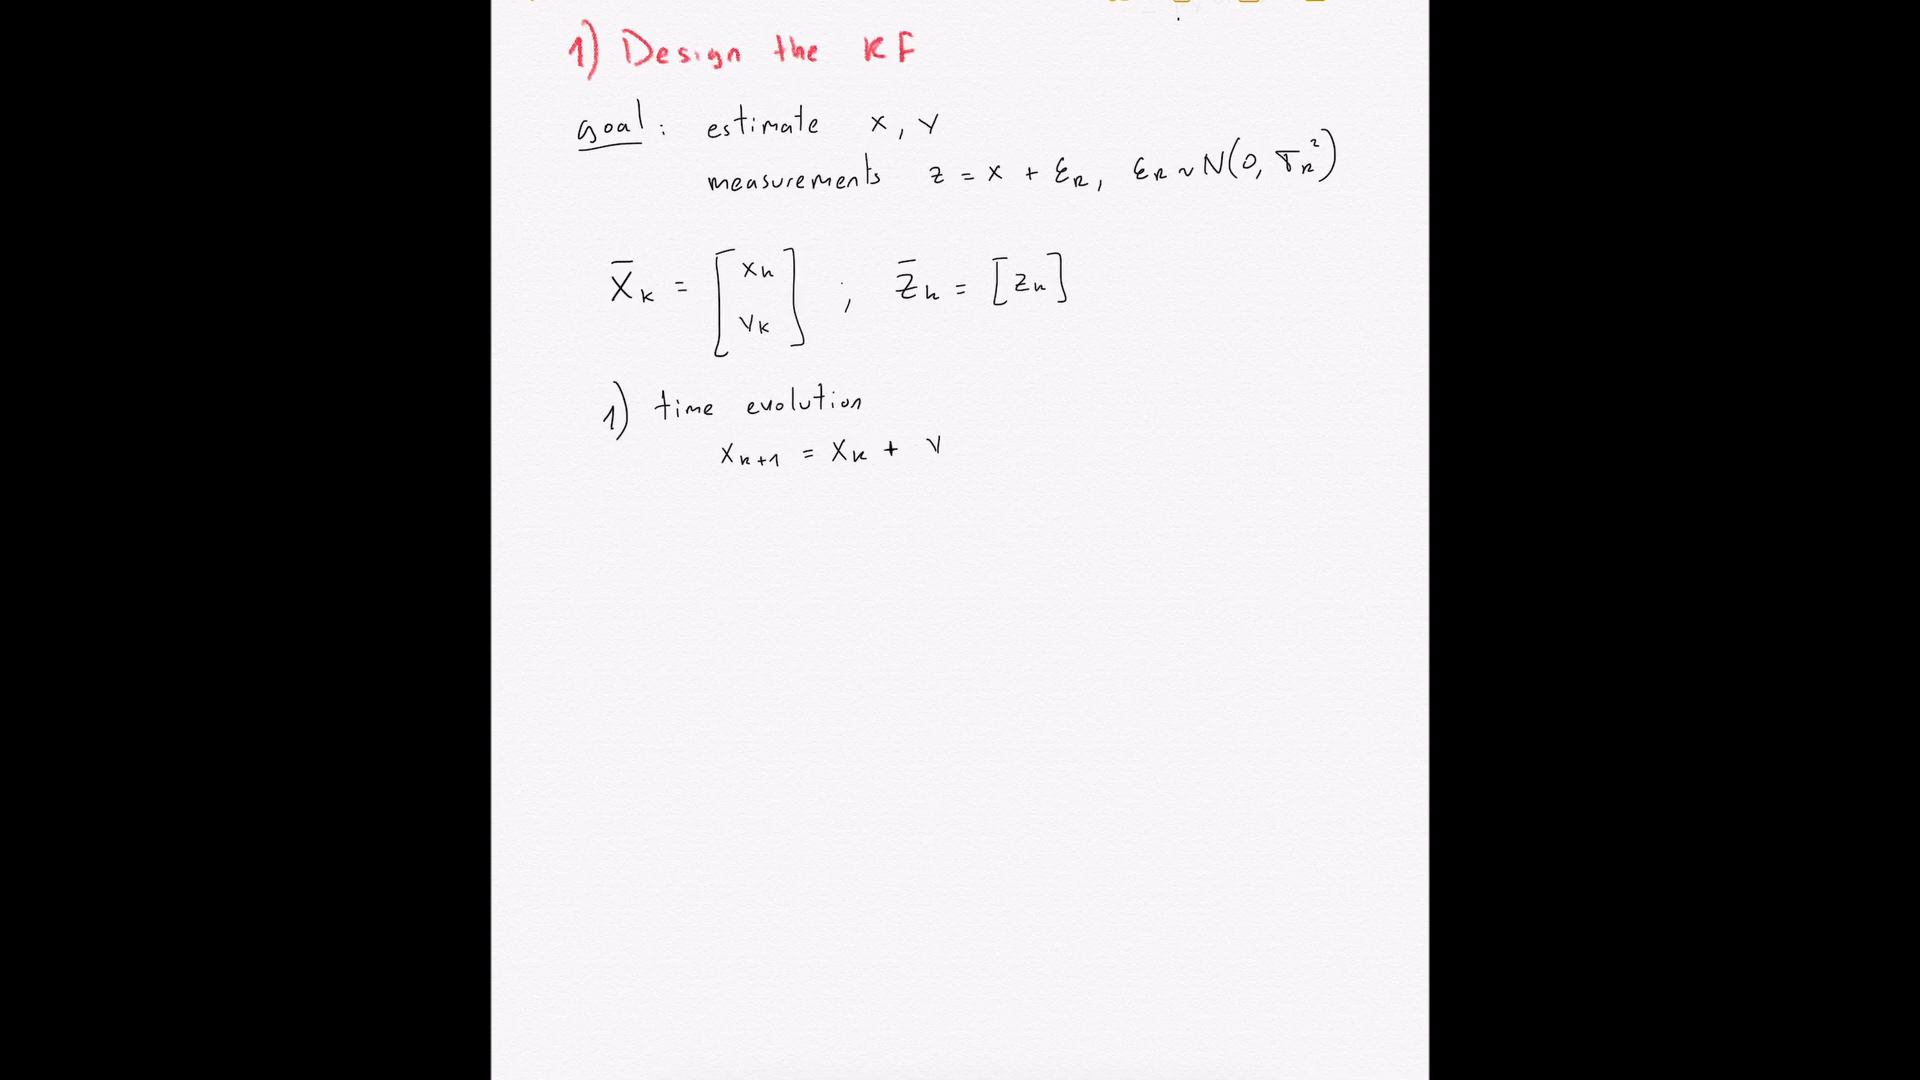 1) Design the KF
goal: estimate x, v
measurements z = x + ε_R, ε_R ~ N(0, σ_R²)
X̄_k = [x_k v_k] ; z̄_k = [z_k]
1) time evolution
x_k+1 = x_k + v